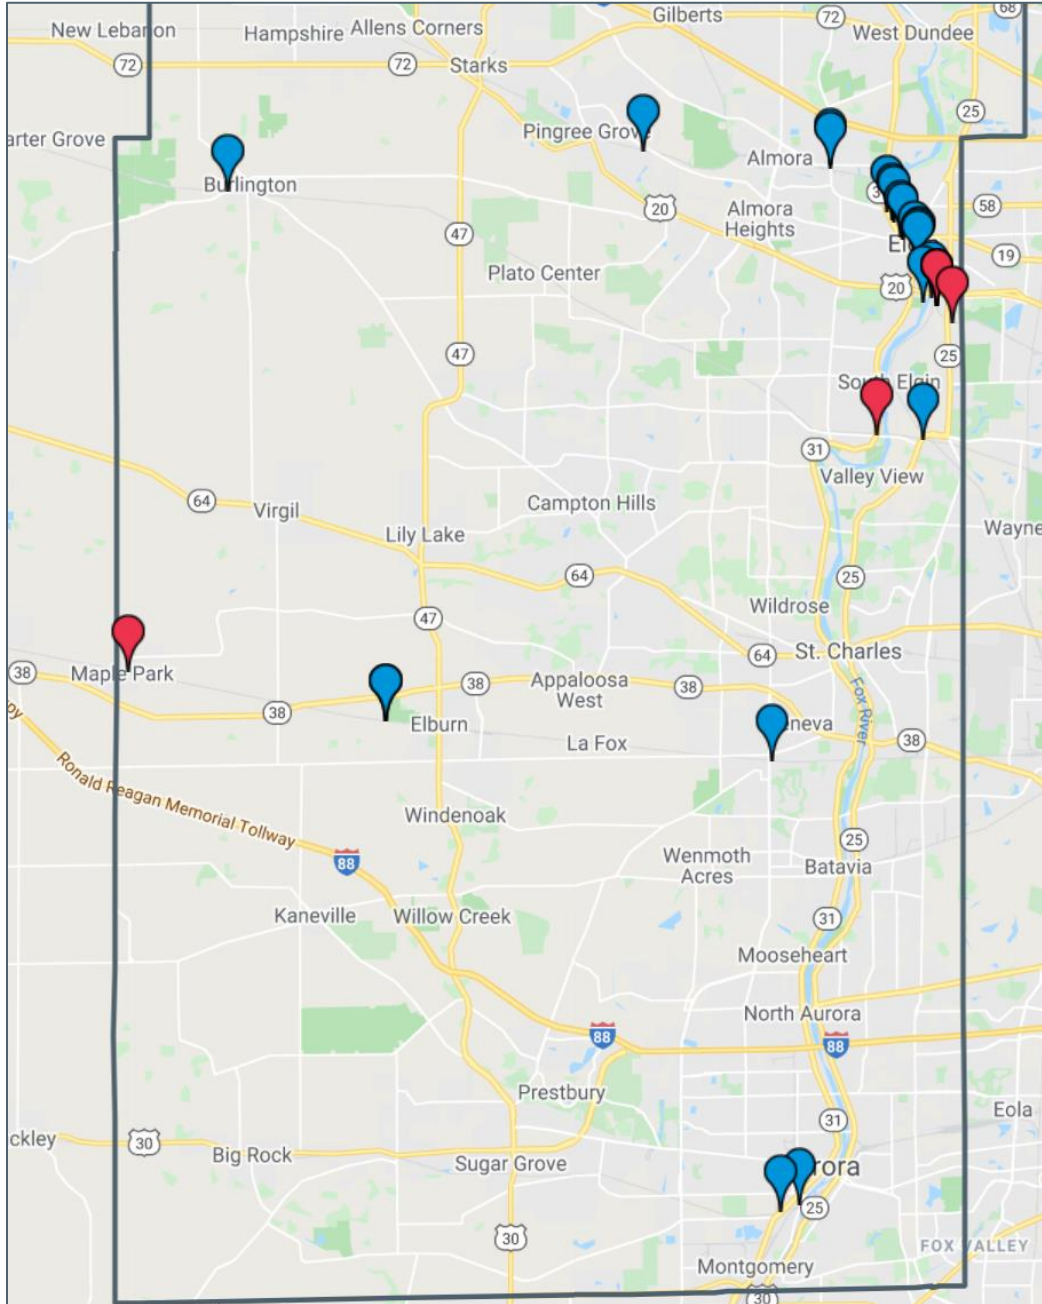 Gilberts
68
New Lebanon
Hampshire
Allens Corners
72
West Dundee
72
72
Starks
25
Pingree Grove
arter Grove
Almora
Burlington
3
58
20
Almora
Heights
47
El
19
Plato Center
20
47
25
South Elgin
31
Valley View
64
Virgil
Campton Hills
Wayne
Lily Lake
64
25
Wildrose
47
64
St. Charles
38
Maple Park
38
Appaloosa
West
38
Fox River
38
Elburn
eneva
La Fox
38
Ronald Reagan Memorial Tollway
Windenoak
25
88
Wenmoth
Acres
Batavia
Kaneville
Willow Creek
31
Mooseheart
North Aurora
88
88
Prestbury
Eola
31
ckley
30
Big Rock
Sugar Grove
rora
25
30
FOX VALLEY
Montgomery
30